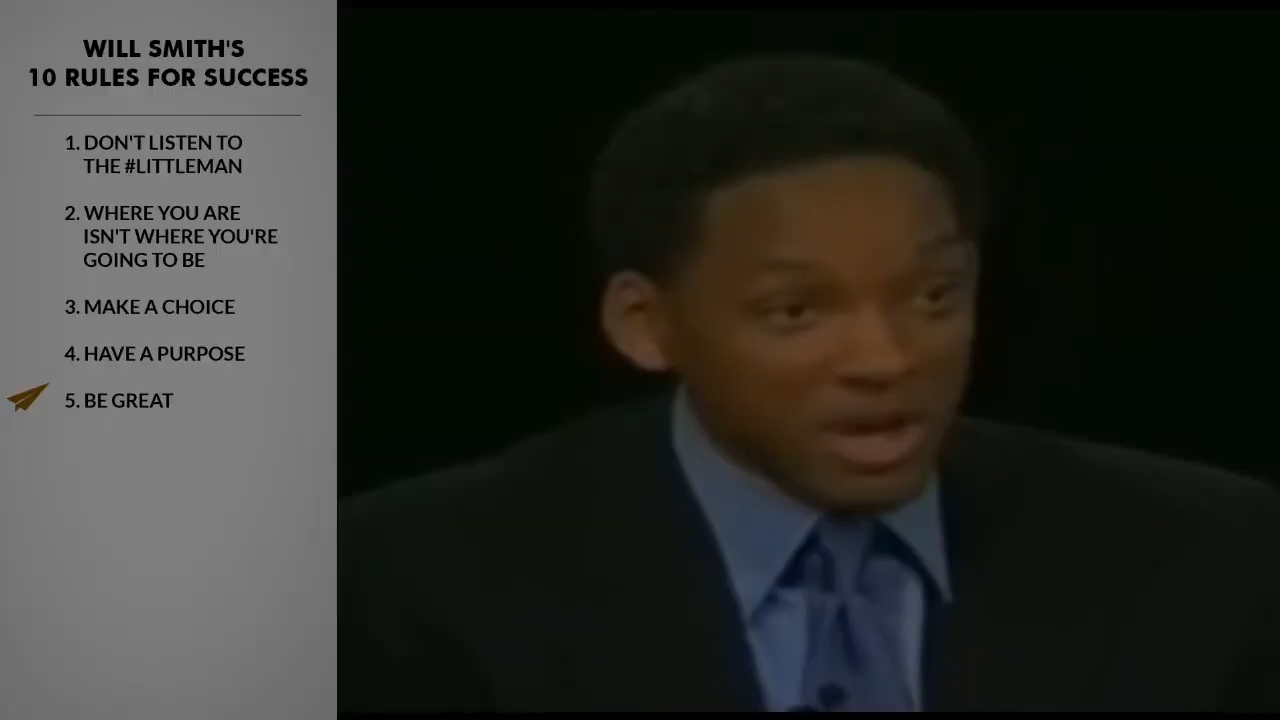 WILL SMITH'S
10 RULES FOR SUCCESS
1. DON'T LISTEN TO
THE #LITTLEMAN
2. WHERE YOU ARE
ISN'T WHERE YOU'RE
GOING TO BE
3. MAKE A CHOICE
4. HAVE A PURPOSE
5. BE GREAT